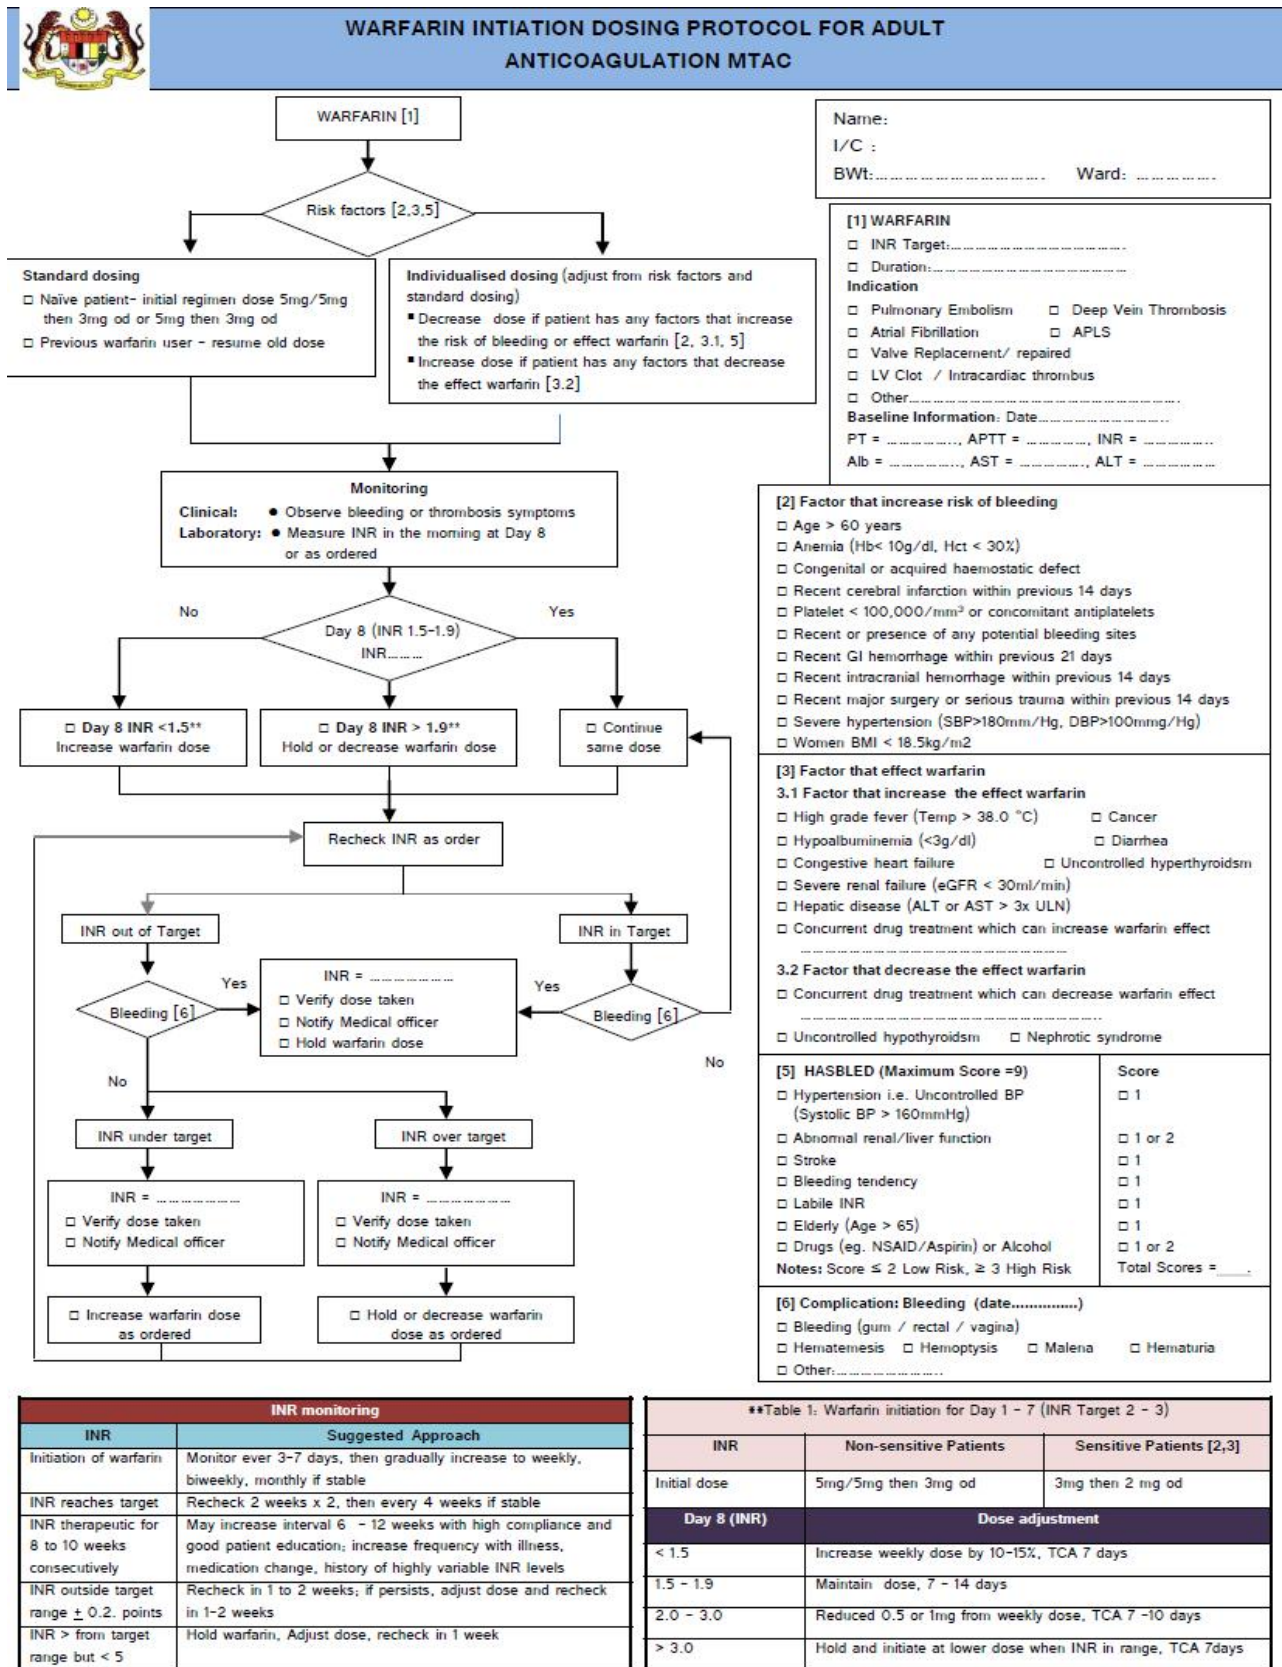 WARFARIN INTIATION DOSING PROTOCOL FOR ADULT
ANTICOAGULATION MTAC
WARFARIN [1]
Risk factors [2,3,5]
Standard dosing
□ Naïve patient- initial regimen dose 5mg/5mg
then 3mg od or 5mg then 3mg od
□ Previous warfarin user - resume old dose
Individualised dosing (adjust from risk factors and
standard dosing)
▪ Decrease dose if patient has any factors that increase
the risk of bleeding or effect warfarin [2, 3.1, 5]
▪ Increase dose if patient has any factors that decrease
the effect warfarin [3.2]
Monitoring
Clinical: ● Observe bleeding or thrombosis symptoms
Laboratory: ● Measure INR in the morning at Day 8
or as ordered
No
Yes
Day 8 (INR 1.5-1.9)
INR………
□ Day 8 INR <1.5**
Increase warfarin dose
□ Day 8 INR > 1.9**
Hold or decrease warfarin dose
□ Continue
same dose
Recheck INR as order
INR out of Target
INR in Target
Bleeding [6]
Yes
INR = ………………
□ Verify dose taken
□ Notify Medical officer
□ Hold warfarin dose
Yes
Bleeding [6]
No
No
INR under target
INR over target
INR = ………………
□ Verify dose taken
□ Notify Medical officer
INR = ………………
□ Verify dose taken
□ Notify Medical officer
□ Increase warfarin dose
as ordered
□ Hold or decrease warfarin
dose as ordered
Name:
I/C :
BWt:…………………………. Ward: …………….
[1] WARFARIN
□ INR Target:………………………………….
□ Duration:……………………………………
Indication
□ Pulmonary Embolism □ Deep Vein Thrombosis
□ Atrial Fibrillation □ APLS
□ Valve Replacement/ repaired
□ LV Clot / Intracardiac thrombus
□ Other……………………………………………….
Baseline Information: Date………………………..
PT = …………….., APTT = ……………, INR = ……………..
Alb = …………….., AST = ……………., ALT = ………………
[2] Factor that increase risk of bleeding
□ Age > 60 years
□ Anemia (Hb< 10g/dl, Hct < 30%)
□ Congenital or acquired haemostatic defect
□ Recent cerebral infarction within previous 14 days
□ Platelet < 100,000/mm³ or concomitant antiplatelets
□ Recent or presence of any potential bleeding sites
□ Recent GI hemorrhage within previous 21 days
□ Recent intracranial hemorrhage within previous 14 days
□ Recent major surgery or serious trauma within previous 14 days
□ Severe hypertension (SBP>180mm/Hg, DBP>100mmg/Hg)
□ Women BMI < 18.5kg/m2
[3] Factor that effect warfarin
3.1 Factor that increase the effect warfarin
□ High grade fever (Temp > 38.0 °C) □ Cancer
□ Hypoalbuminemia (<3g/dl) □ Diarrhea
□ Congestive heart failure □ Uncontrolled hyperthyroidsm
□ Severe renal failure (eGFR < 30ml/min)
□ Hepatic disease (ALT or AST > 3x ULN)
□ Concurrent drug treatment which can increase warfarin effect
……………………………………………………
3.2 Factor that decrease the effect warfarin
□ Concurrent drug treatment which can decrease warfarin effect
……………………………………………………..
□ Uncontrolled hypothyroidsm □ Nephrotic syndrome
[5] HASBLED (Maximum Score =9) Score
□ Hypertension i.e. Uncontrolled BP □ 1
(Systolic BP > 160mmHg)
□ Abnormal renal/liver function □ 1 or 2
□ Stroke □ 1
□ Bleeding tendency □ 1
□ Labile INR □ 1
□ Elderly (Age > 65) □ 1
□ Drugs (eg. NSAID/Aspirin) or Alcohol □ 1 or 2
Notes: Score ≤ 2 Low Risk, ≥ 3 High Risk Total Scores =____.
[6] Complication: Bleeding (date...............)
□ Bleeding (gum / rectal / vagina)
□ Hematemesis □ Hemoptysis □ Malena □ Hematuria
□ Other:……………………..
INR monitoring
INR Suggested Approach
Initiation of warfarin Monitor ever 3-7 days, then gradually increase to weekly,
biweekly, monthly if stable
INR reaches target Recheck 2 weeks x 2, then every 4 weeks if stable
INR therapeutic for May increase interval 6 - 12 weeks with high compliance and
8 to 10 weeks good patient education; increase frequency with illness,
consecutively medication change, history of highly variable INR levels
INR outside target Recheck in 1 to 2 weeks; if persists, adjust dose and recheck
range ± 0.2. points in 1-2 weeks
INR > from target Hold warfarin, Adjust dose, recheck in 1 week
range but < 5
**Table 1: Warfarin initiation for Day 1 - 7 (INR Target 2 - 3)
INR Non-sensitive Patients Sensitive Patients [2,3]
Initial dose 5mg/5mg then 3mg od 3mg then 2 mg od
Day 8 (INR) Dose adjustment
< 1.5 Increase weekly dose by 10-15%, TCA 7 days
1.5 - 1.9 Maintain dose, 7 - 14 days
2.0 - 3.0 Reduced 0.5 or 1mg from weekly dose, TCA 7 -10 days
> 3.0 Hold and initiate at lower dose when INR in range, TCA 7days